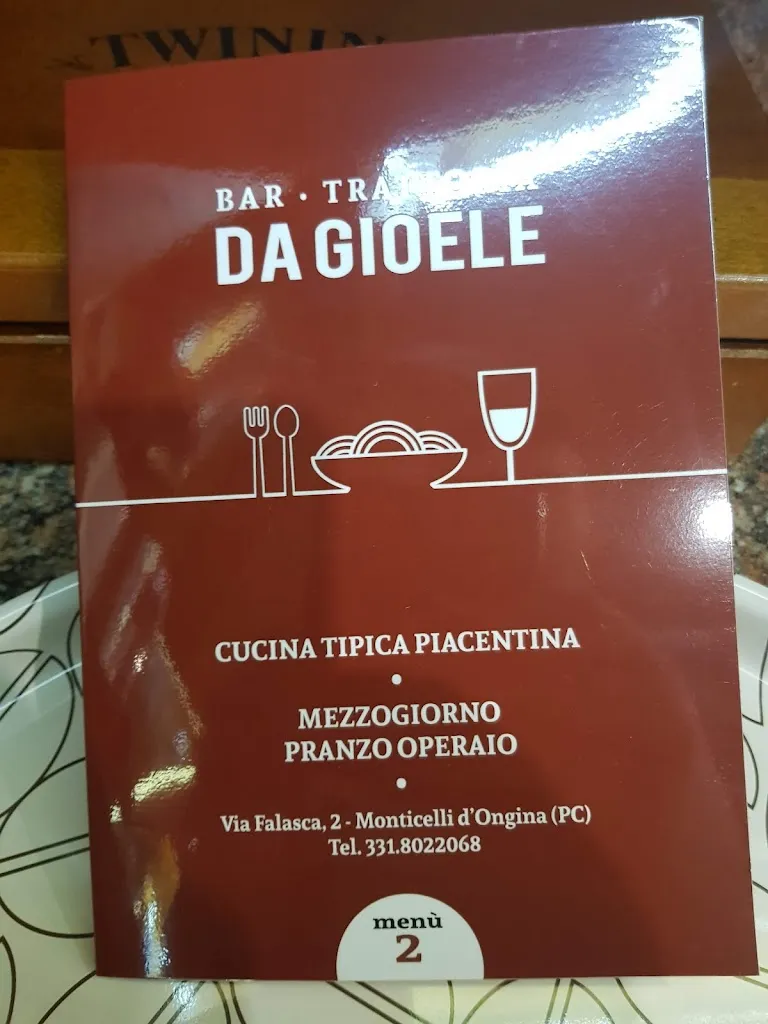 BAR •
DA GIOELE
CUCINA TIPICA PIACENTINA
•
MEZZOGIORNO
PRANZO OPERAIO
•
Via Falasca, 2 - Monticelli d'Ongina (PC)
Tel. 331.8022068
menù
2